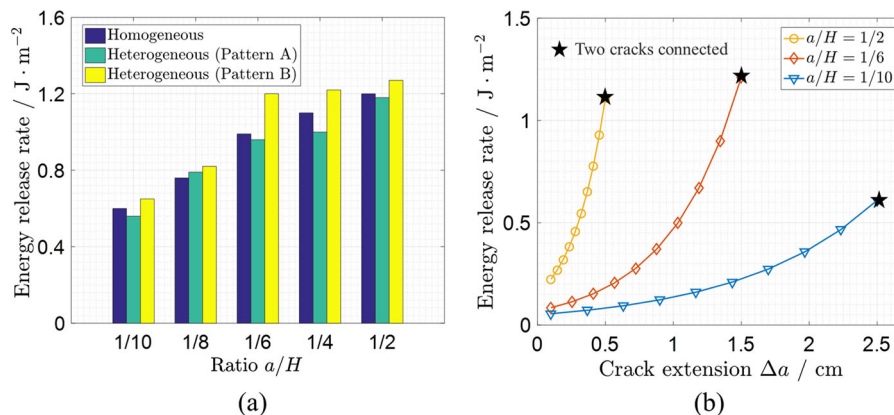 (a)
Energy release rate / J · m⁻²
1.6
1.2
0.8
0.4
0
Homogeneous
Heterogeneous (Pattern A)
Heterogeneous (Pattern B)
1/10 1/8 1/6 1/4 1/2
Ratio a/H
(a)
(b)
Energy release rate / J · m⁻²
1.5
1
0.5
0
★ Two cracks connected
a/H = 1/2
a/H = 1/6
a/H = 1/10
0 0.5 1 1.5 2 2.5
Crack extension Δa / cm
(b)